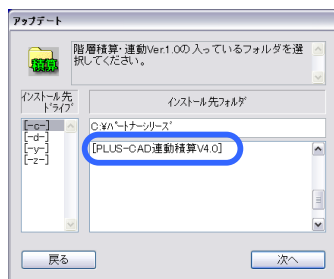 アップデート
積算
階層積算・連動Ver.1.0の入っているフォルダを選
択してください。
インストール先
ドライブ
インストール先フォルダ
[-c-]
[-d-]
[-y-]
[-z-]
C:¥パートナーシリーズ
[PLUS-CAD連動積算V4.0]
戻る
次へ